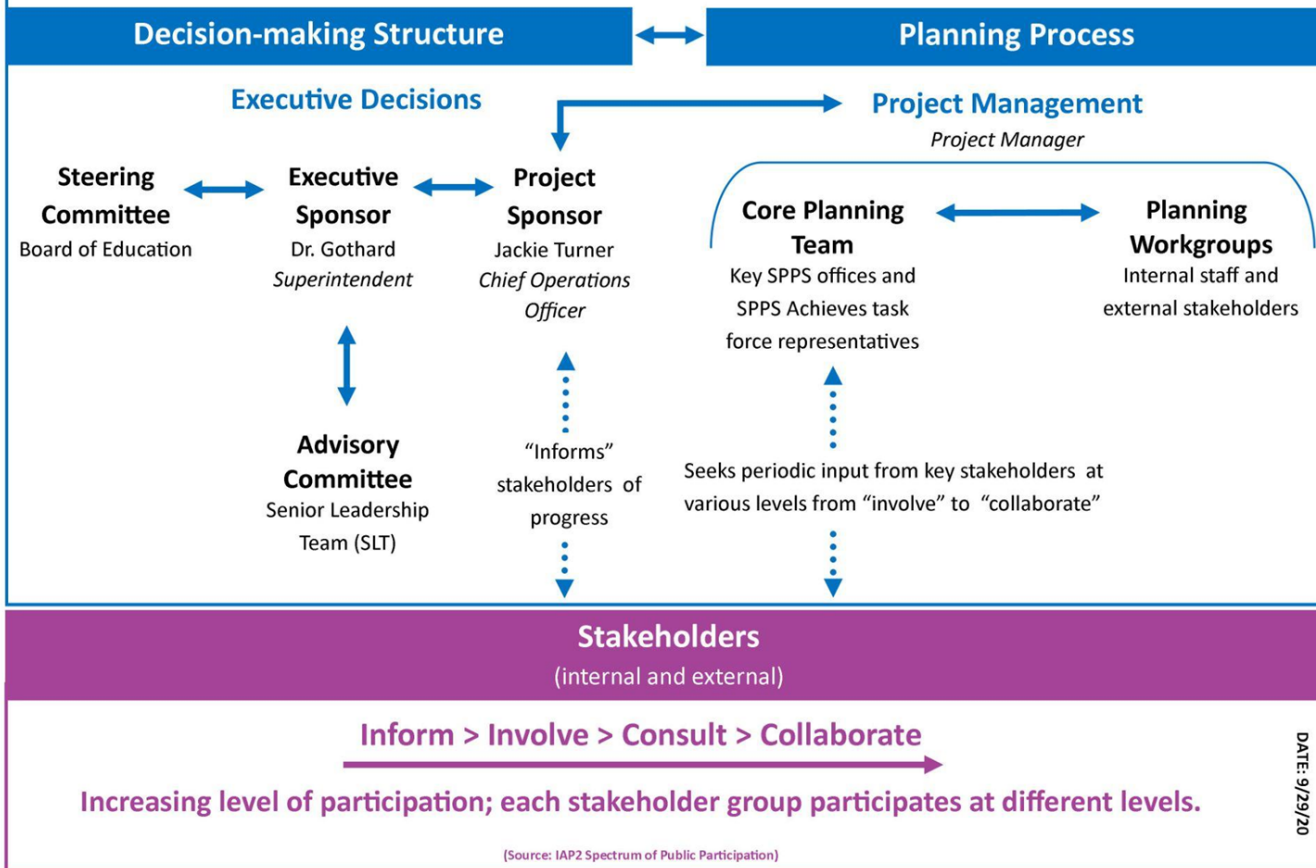 Decision-making Structure
Planning Process
Executive Decisions
Project Management
Project Manager
Steering
Committee
Board of Education
Executive
Sponsor
Dr. Gothard
Superintendent
Project
Sponsor
Jackie Turner
Chief Operations
Officer
Core Planning
Team
Key SPPS offices and
SPPS Achieves task
force representatives
Planning
Workgroups
Internal staff and
external stakeholders
Advisory
Committee
Senior Leadership
Team (SLT)
“Informs”
stakeholders of
progress
Seeks periodic input from key stakeholders at
various levels from “involve” to “collaborate”
Stakeholders
(internal and external)
Inform > Involve > Consult > Collaborate
Increasing level of participation; each stakeholder group participates at different levels.
(Source: IAP2 Spectrum of Public Participation)
DATE: 9/29/20